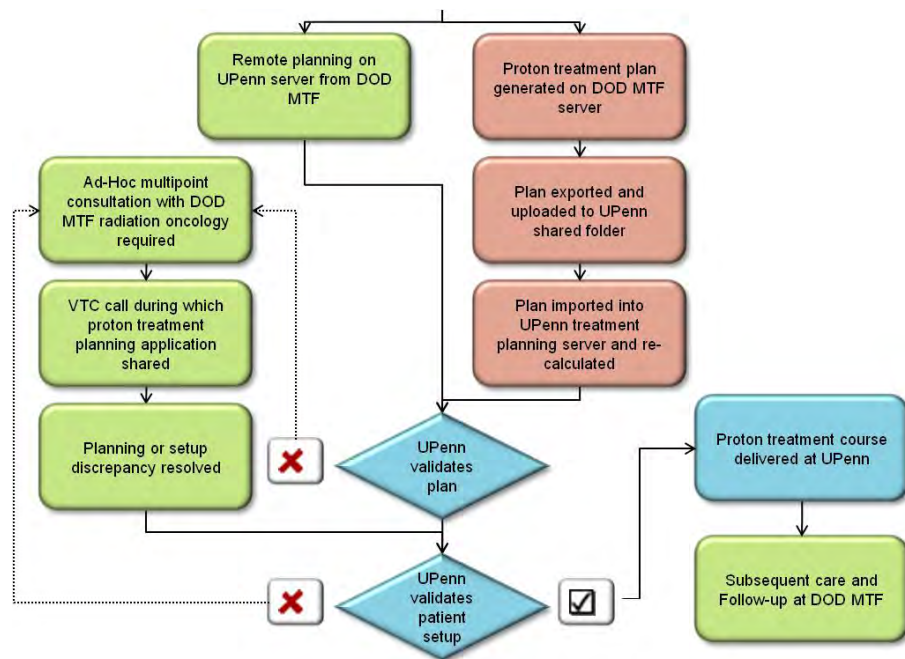 Remote planning on
UPenn server from DOD
MTF
Proton treatment plan
generated on DOD MTF
server
Ad-Hoc multipoint
consultation with DOD
MTF radiation oncology
required
Plan exported and
uploaded to UPenn
shared folder
VTC call during which
proton treatment
planning application
shared
Plan imported into
UPenn treatment
planning server and re-
calculated
Planning or setup
discrepancy resolved
UPenn
validates
plan
Proton treatment course
delivered at UPenn
UPenn
validates
patient
setup
Subsequent care and
Follow-up at DOD MTF